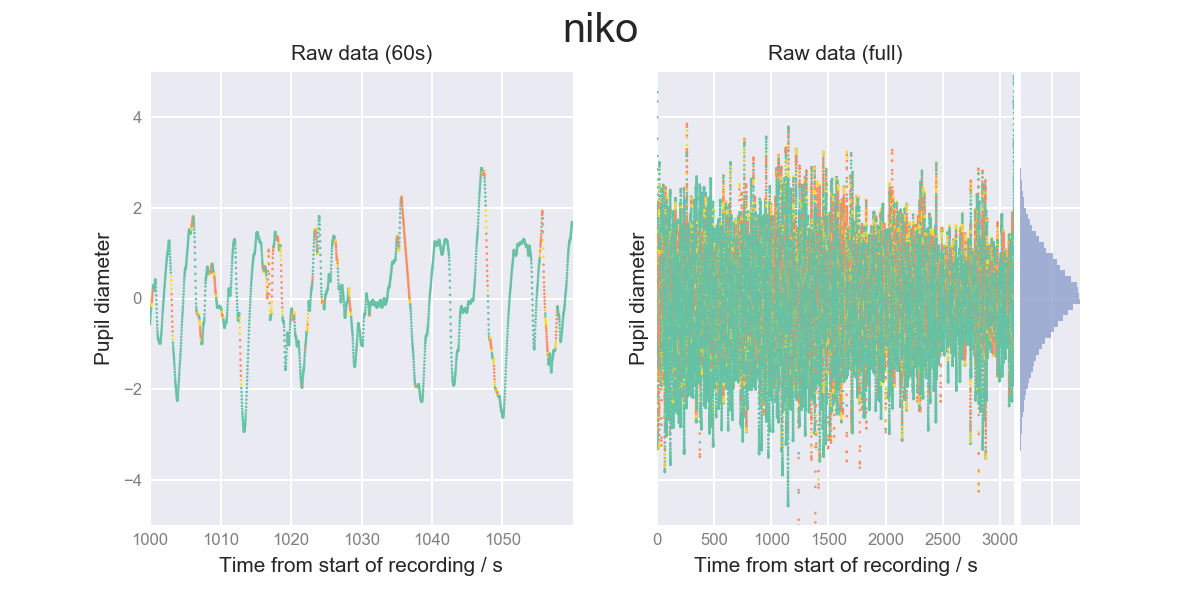 niko
Raw data (60s)
Raw data (full)
Pupil diameter
4
2
0
−2
−4
1000 1010 1020 1030 1040 1050
Time from start of recording / s
Pupil diameter
0 500 1000 1500 2000 2500 3000
Time from start of recording / s